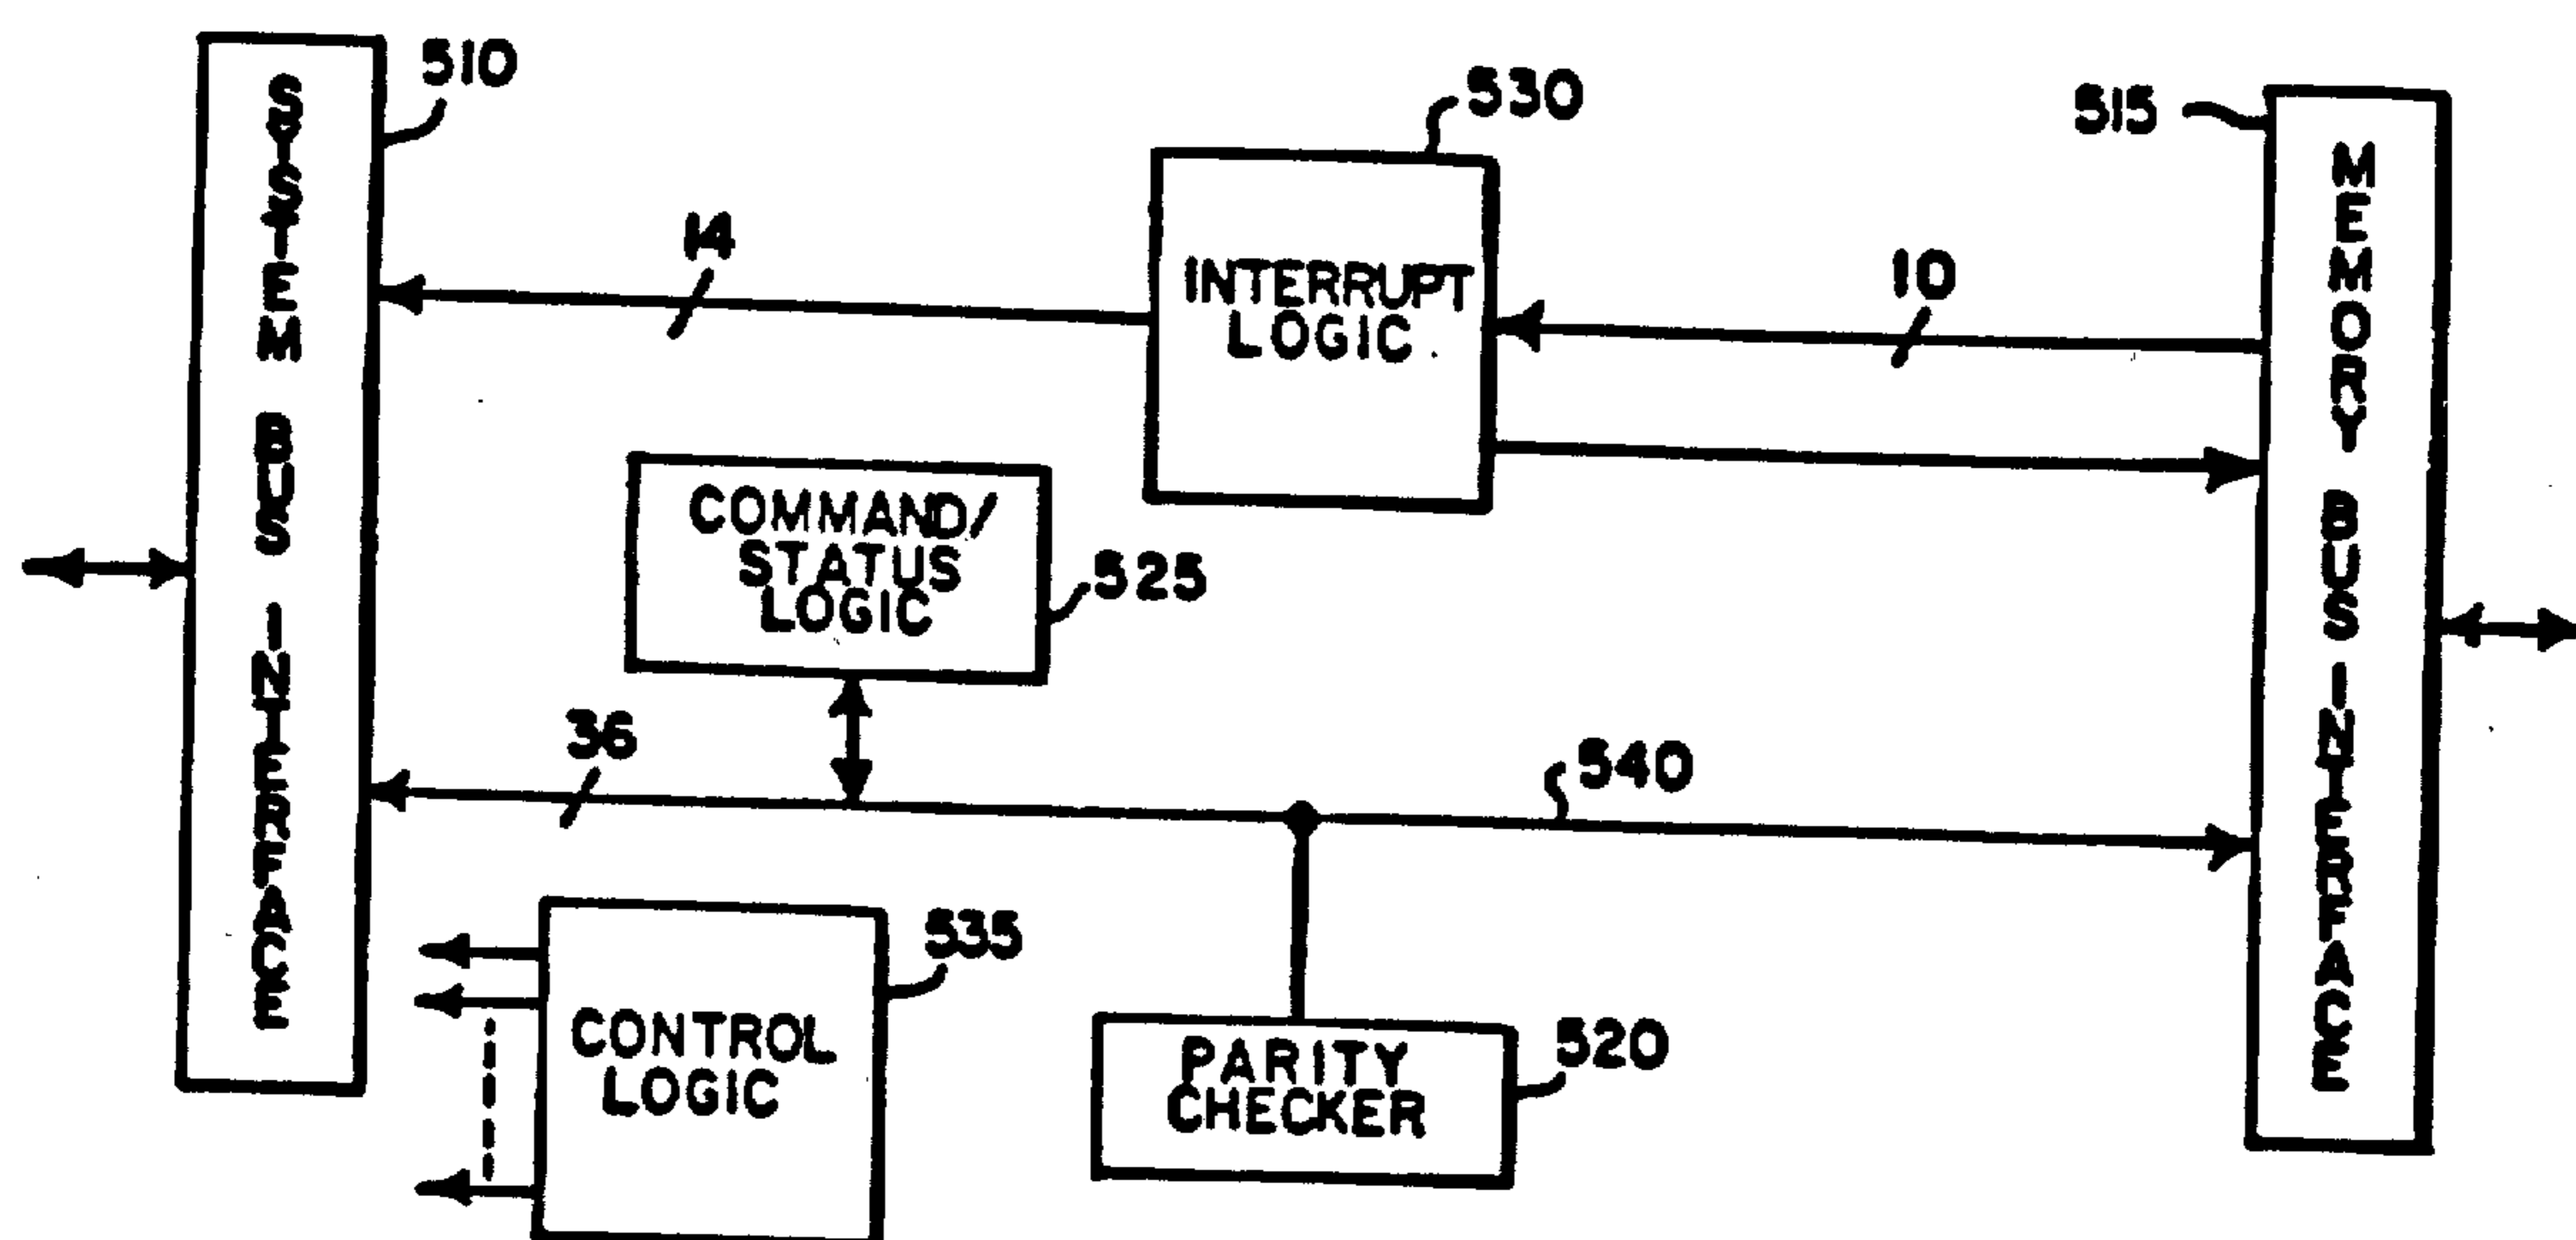 510
530
515
SYSTEM BUS INTERFACE
MEMORY BUS INTERFACE
14
10
INTERRUPT
LOGIC
COMMAND/
STATUS
LOGIC
525
36
540
535
CONTROL
LOGIC
520
PARITY
CHECKER